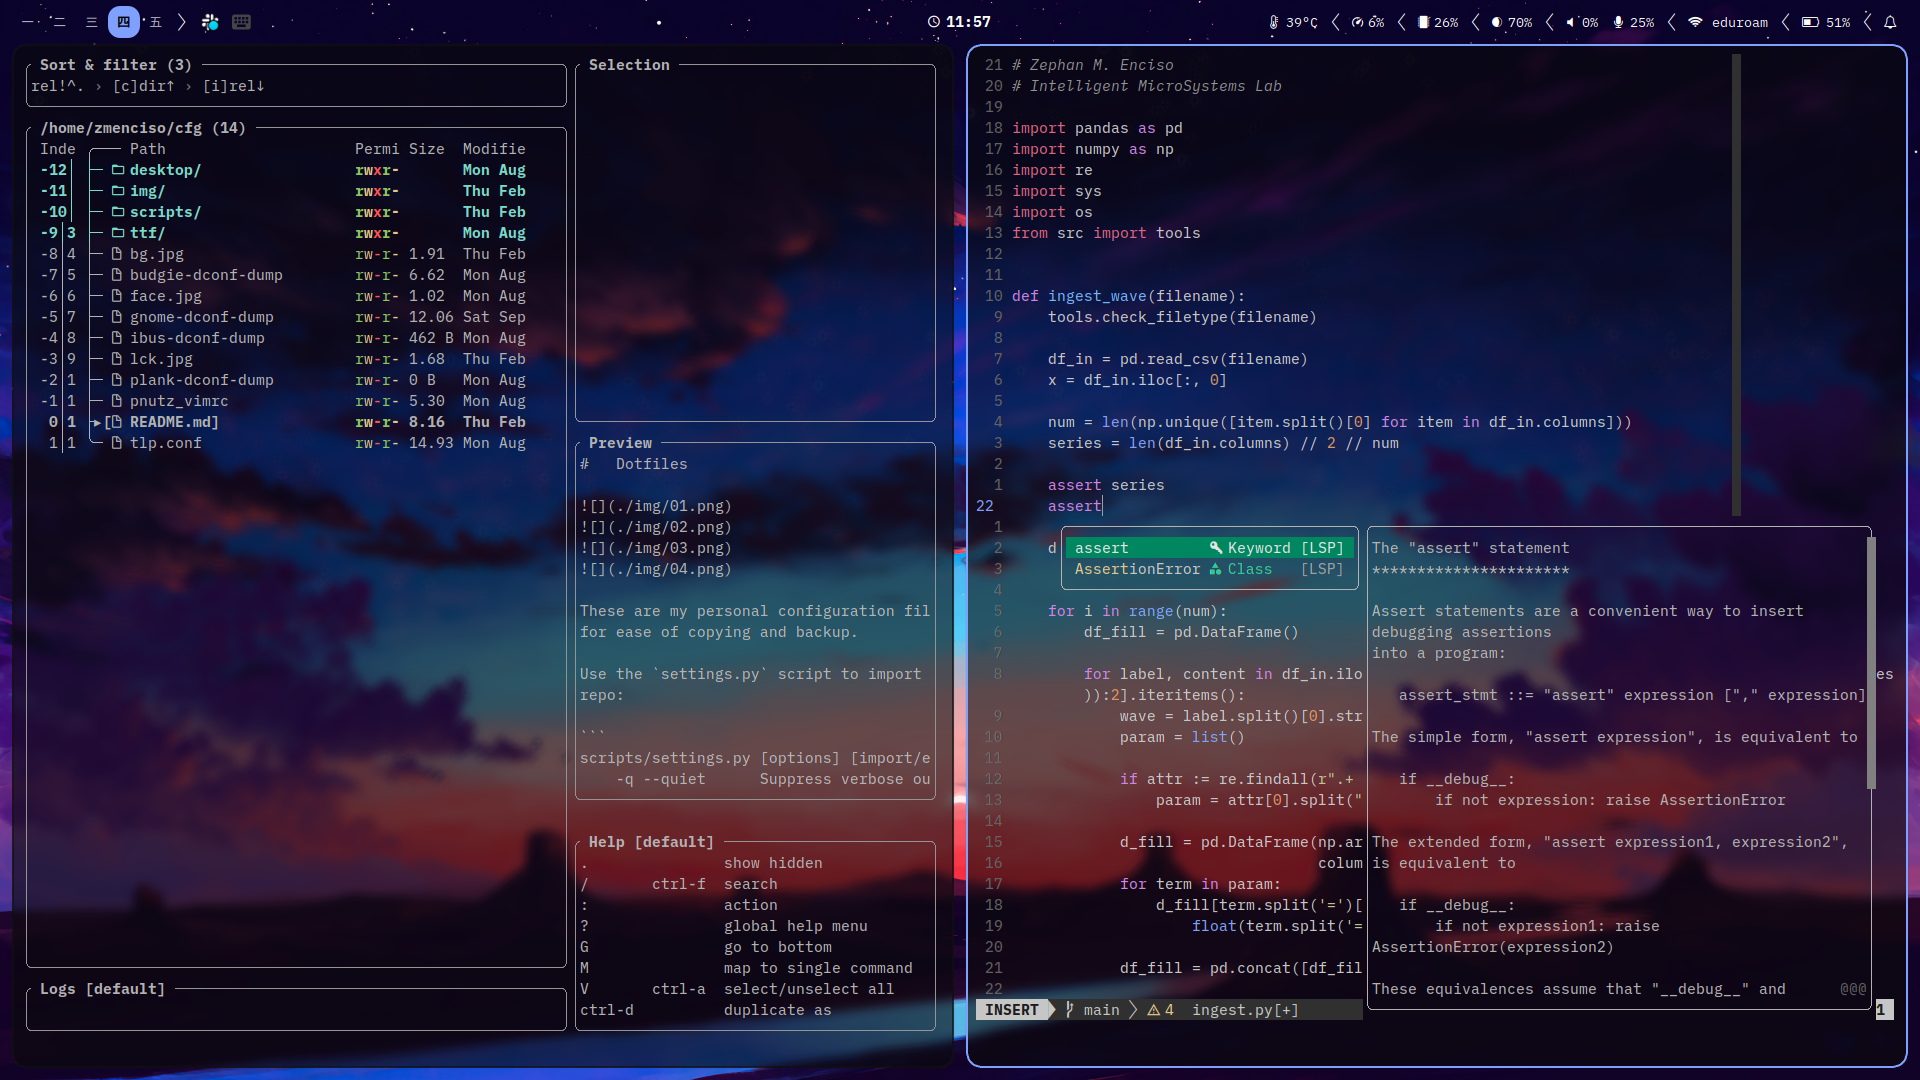 一 二 三 四 五
11:57
39°C 6% 26% 70% 0% 25% eduroam 51%
Sort & filter (3)
rel!^. › [c]dir↑ › [i]rel↓
/home/zmenciso/cfg (14)
Inde Path Permi Size Modifie
-12 desktop/ rwxr- Mon Aug
-11 img/ rwxr- Thu Feb
-10 scripts/ rwxr- Thu Feb
-9 3 ttf/ rwxr- Mon Aug
-8 4 bg.jpg rw-r- 1.91 Thu Feb
-7 5 budgie-dconf-dump rw-r- 6.62 Mon Aug
-6 6 face.jpg rw-r- 1.02 Mon Aug
-5 7 gnome-dconf-dump rw-r- 12.06 Sat Sep
-4 8 ibus-dconf-dump rw-r- 462 B Mon Aug
-3 9 lck.jpg rw-r- 1.68 Thu Feb
-2 1 plank-dconf-dump rw-r- 0 B Mon Aug
-1 1 pnutz_vimrc rw-r- 5.30 Mon Aug
0 1 ▸[ README.md] rw-r- 8.16 Thu Feb
1 1 tlp.conf rw-r- 14.93 Mon Aug
Logs [default]
Selection
Preview
#   Dotfiles
![](./img/01.png)
![](./img/02.png)
![](./img/03.png)
![](./img/04.png)
These are my personal configuration fil
for ease of copying and backup.
Use the `settings.py` script to import
repo:
```
scripts/settings.py [options] [import/e
    -q --quiet      Suppress verbose ou
Help [default]
. show hidden
/ ctrl-f search
: action
? global help menu
G go to bottom
M map to single command
V ctrl-a select/unselect all
ctrl-d duplicate as
21 # Zephan M. Enciso
20 # Intelligent MicroSystems Lab
19
18 import pandas as pd
17 import numpy as np
16 import re
15 import sys
14 import os
13 from src import tools
12
11
10 def ingest_wave(filename):
9     tools.check_filetype(filename)
8
7     df_in = pd.read_csv(filename)
6     x = df_in.iloc[:, 0]
5
4     num = len(np.unique([item.split()[0] for item in df_in.columns]))
3     series = len(df_in.columns) // 2 // num
2
1     assert series
22     assert
1
2     d
3
4
5     for i in range(num):
6         df_fill = pd.DataFrame()
7
8         for label, content in df_in.ilo
        )):2].iteritems():
9             wave = label.split()[0].str
10             param = list()
11
12             if attr := re.findall(r".+
13                 param = attr[0].split("
14
15             d_fill = pd.DataFrame(np.ar
16                                   colum
17             for term in param:
18                 d_fill[term.split('=')[
19                     float(term.split('=
20
21             df_fill = pd.concat([df_fil
22
assert Keyword [LSP]
AssertionError Class [LSP]
The "assert" statement
**********************
Assert statements are a convenient way to insert
debugging assertions
into a program:
es
   assert_stmt ::= "assert" expression ["," expression]
The simple form, "assert expression", is equivalent to
   if __debug__:
       if not expression: raise AssertionError
The extended form, "assert expression1, expression2",
is equivalent to
   if __debug__:
       if not expression1: raise
AssertionError(expression2)
These equivalences assume that "__debug__" and @@@
INSERT main 4 ingest.py[+] 1